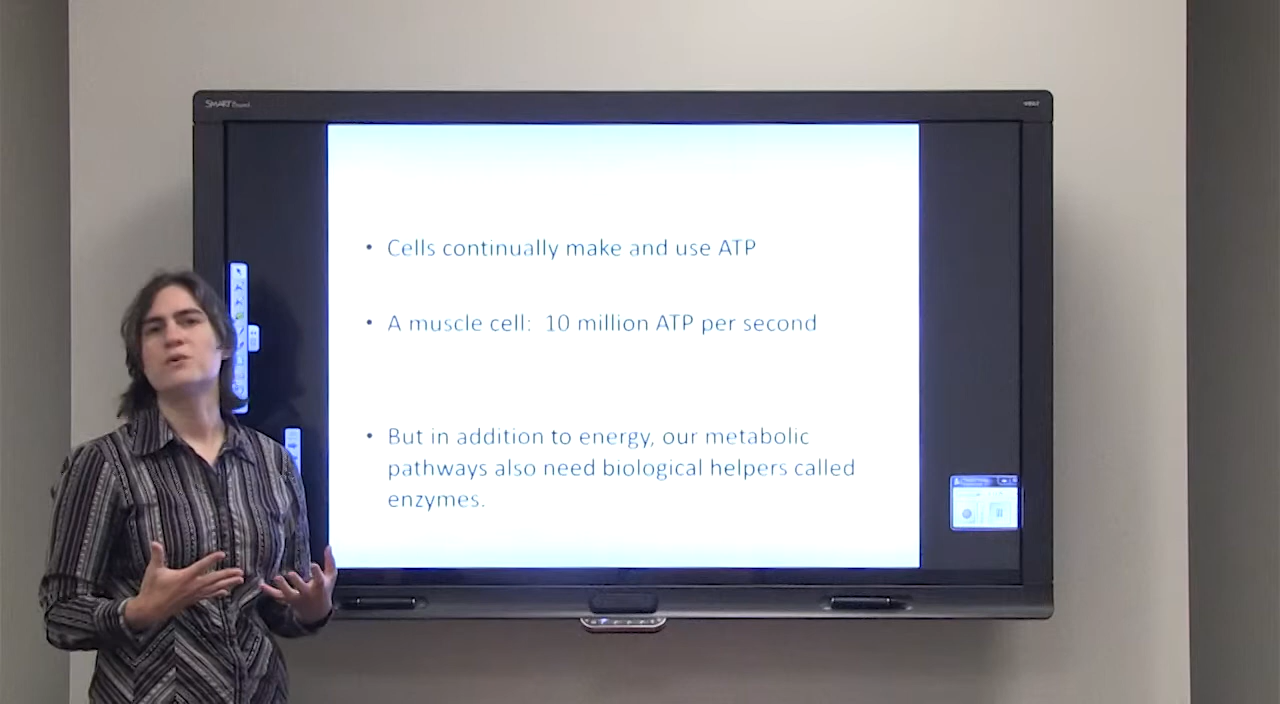 SMART Board
• Cells continually make and use ATP
• A muscle cell: 10 million ATP per second
• But in addition to energy, our metabolic
pathways also need biological helpers called
enzymes.